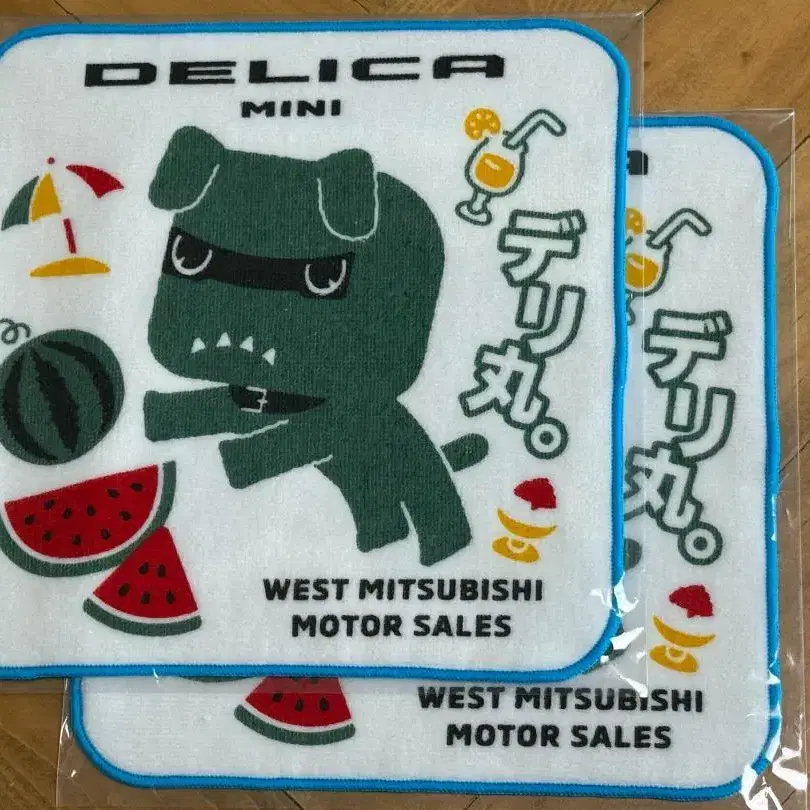 DELICA
MINI
デリ丸。
WEST MITSUBISHI
MOTOR SALES
デリ丸。
WEST MITSUBISHI
MOTOR SALES